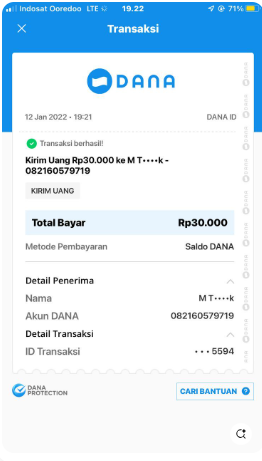 Indosat Ooredoo LTE 19.22 71%
Transaksi
DANA
12 Jan 2022 • 19:21 DANA ID
Transaksi berhasil!
Kirim Uang Rp30.000 ke M T••••k -
082160579719
KIRIM UANG
Total Bayar Rp30.000
Metode Pembayaran Saldo DANA
Detail Penerima
Nama M T••••k
Akun DANA 082160579719
Detail Transaksi
ID Transaksi ••• 5594
DANA
PROTECTION
CARI BANTUAN ?